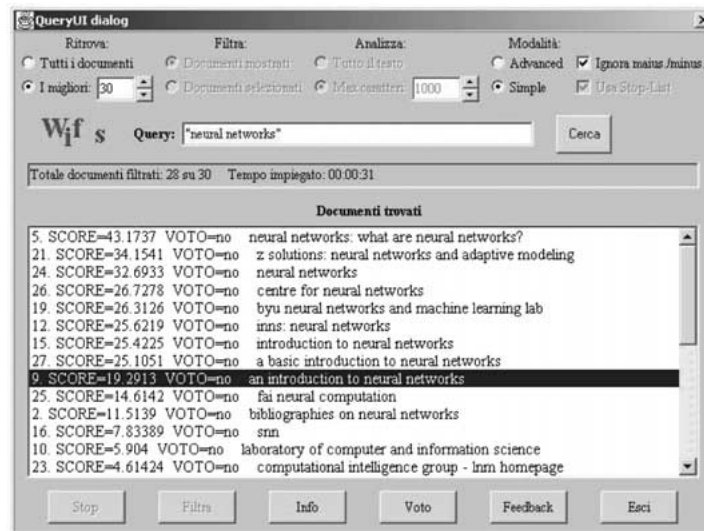 QueryUI dialog
Ritrova: Filtra: Analizza: Modalità:
Tutti i documenti Documenti mostrati Tutto il testo Advanced Ignora maius./minus.
I migliori: 30 Documenti selezionati Max caratteri: 1000 Simple Usa Stop-List
Wifs Query: "neural networks" Cerca
Totale documenti filtrati: 28 su 30 Tempo impiegato: 00:00:31
Documenti trovati
5. SCORE=43.1737 VOTO=no neural networks: what are neural networks?
21. SCORE=34.1541 VOTO=no z solutions: neural networks and adaptive modeling
24. SCORE=32.6933 VOTO=no neural networks
26. SCORE=26.7278 VOTO=no centre for neural networks
19. SCORE=26.3126 VOTO=no byu neural networks and machine learning lab
12. SCORE=25.6219 VOTO=no inns: neural networks
15. SCORE=25.4225 VOTO=no introduction to neural networks
27. SCORE=25.1051 VOTO=no a basic introduction to neural networks
9. SCORE=19.2913 VOTO=no an introduction to neural networks
25. SCORE=14.6142 VOTO=no fai neural computation
2. SCORE=11.5139 VOTO=no bibliographies on neural networks
16. SCORE=7.83389 VOTO=no snn
10. SCORE=5.904 VOTO=no laboratory of computer and information science
23. SCORE=4.61424 VOTO=no computational intelligence group - lnm homepage
Stop Filtra Info Voto Feedback Esci